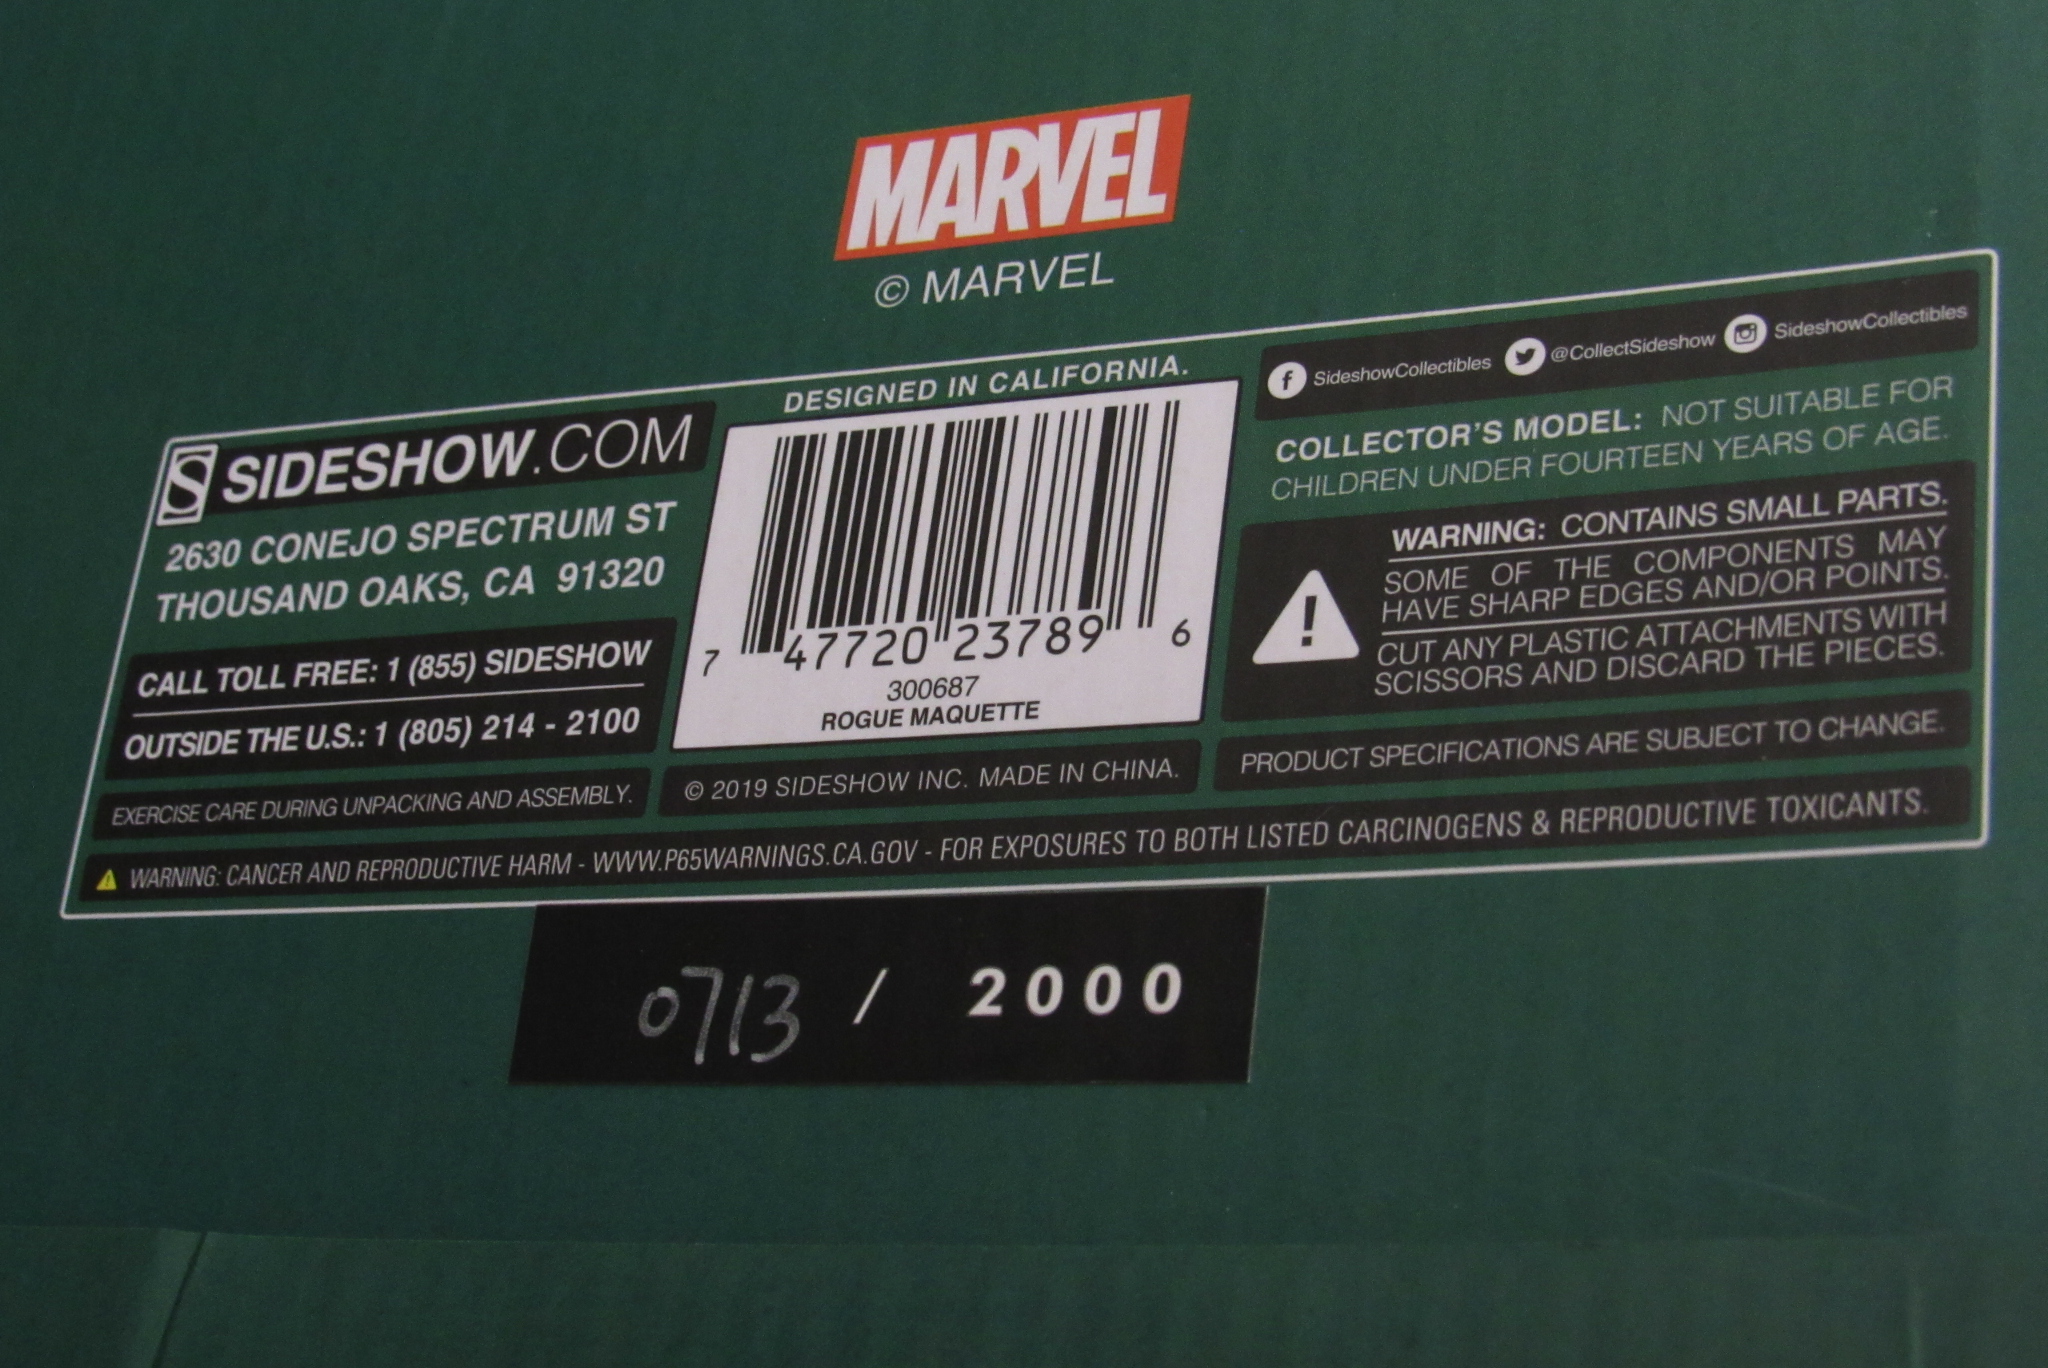 MARVEL
© MARVEL
SIDESHOW.COM
2630 CONEJO SPECTRUM ST
THOUSAND OAKS, CA 91320
CALL TOLL FREE: 1 (855) SIDESHOW
OUTSIDE THE U.S.: 1 (805) 214 - 2100
EXERCISE CARE DURING UNPACKING AND ASSEMBLY.
DESIGNED IN CALIFORNIA.
7 47720 23789 6
300687
ROGUE MAQUETTE
© 2019 SIDESHOW INC. MADE IN CHINA.
SideshowCollectibles @CollectSideshow SideshowCollectibles
COLLECTOR'S MODEL: NOT SUITABLE FOR
CHILDREN UNDER FOURTEEN YEARS OF AGE.
WARNING: CONTAINS SMALL PARTS.
SOME OF THE COMPONENTS MAY
HAVE SHARP EDGES AND/OR POINTS.
CUT ANY PLASTIC ATTACHMENTS WITH
SCISSORS AND DISCARD THE PIECES.
PRODUCT SPECIFICATIONS ARE SUBJECT TO CHANGE.
WARNING: CANCER AND REPRODUCTIVE HARM - WWW.P65WARNINGS.CA.GOV - FOR EXPOSURES TO BOTH LISTED CARCINOGENS & REPRODUCTIVE TOXICANTS.
0713 / 2000